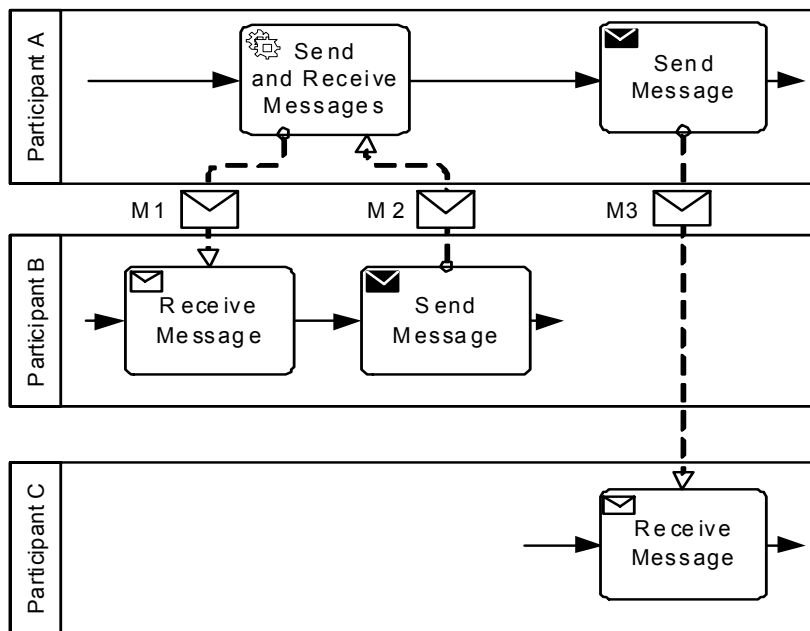 Participant A
Send
and Receive
Messages
Send
Message
M1
M2
M3
Participant B
Receive
Message
Send
Message
Participant C
Receive
Message